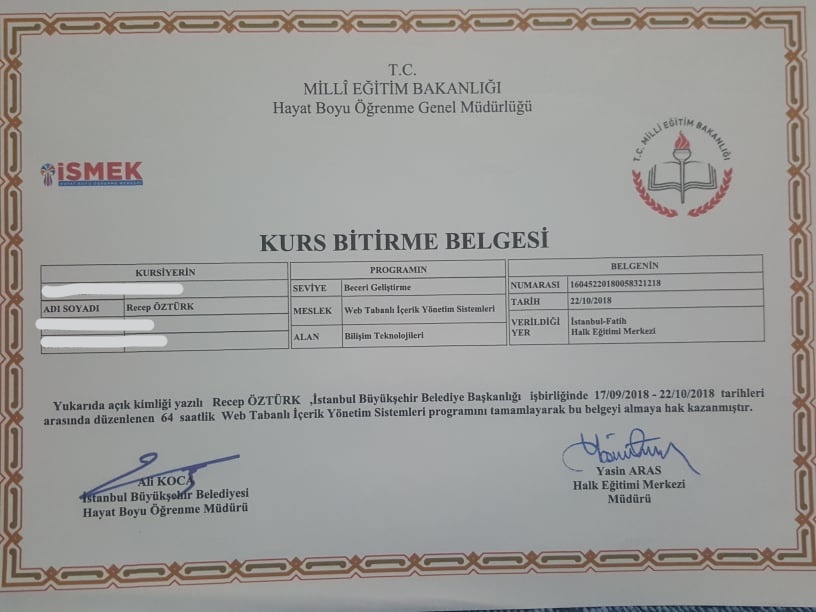 T.C.
MİLLÎ EĞİTİM BAKANLIĞI
Hayat Boyu Öğrenme Genel Müdürlüğü
T.C. MİLLİ EĞİTİM BAKANLIĞI
İSMEK
HAYAT BOYU ÖĞRENME MERKEZİ
KURS BİTİRME BELGESİ
KURSİYERİN
ADI SOYADI Recep ÖZTÜRK
PROGRAMIN
SEVİYE Beceri Geliştirme
MESLEK Web Tabanlı İçerik Yönetim Sistemleri
ALAN Bilişim Teknolojileri
BELGENİN
NUMARASI 16045220180058321218
TARİH 22/10/2018
VERİLDİĞİ İstanbul-Fatih
YER Halk Eğitimi Merkezi
Yukarıda açık kimliği yazılı Recep ÖZTÜRK ,İstanbul Büyükşehir Belediye Başkanlığı işbirliğinde 17/09/2018 - 22/10/2018 tarihleri
arasında düzenlenen 64 saatlik Web Tabanlı İçerik Yönetim Sistemleri programını tamamlayarak bu belgeyi almaya hak kazanmıştır.
Ali KOCA
İstanbul Büyükşehir Belediyesi
Hayat Boyu Öğrenme Müdürü
Yasin ARAS
Halk Eğitimi Merkezi
Müdürü